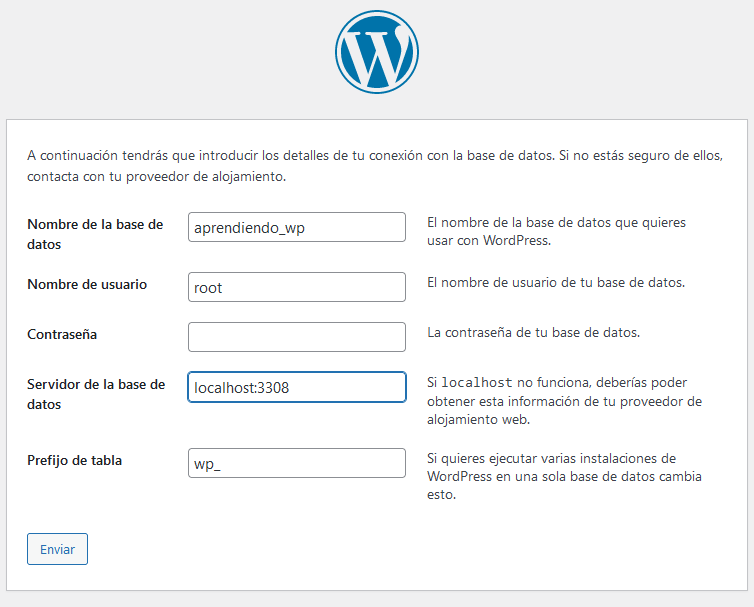 A continuación tendrás que introducir los detalles de tu conexión con la base de datos. Si no estás seguro de ellos,
contacta con tu proveedor de alojamiento.
Nombre de la base de
datos
aprendiendo_wp
El nombre de la base de datos que quieres
usar con WordPress.
Nombre de usuario
root
El nombre de usuario de tu base de datos.
Contraseña
La contraseña de tu base de datos.
Servidor de la base de
datos
localhost:3308
Si localhost no funciona, deberías poder
obtener esta información de tu proveedor de
alojamiento web.
Prefijo de tabla
wp_
Si quieres ejecutar varias instalaciones de
WordPress en una sola base de datos cambia
esto.
Enviar